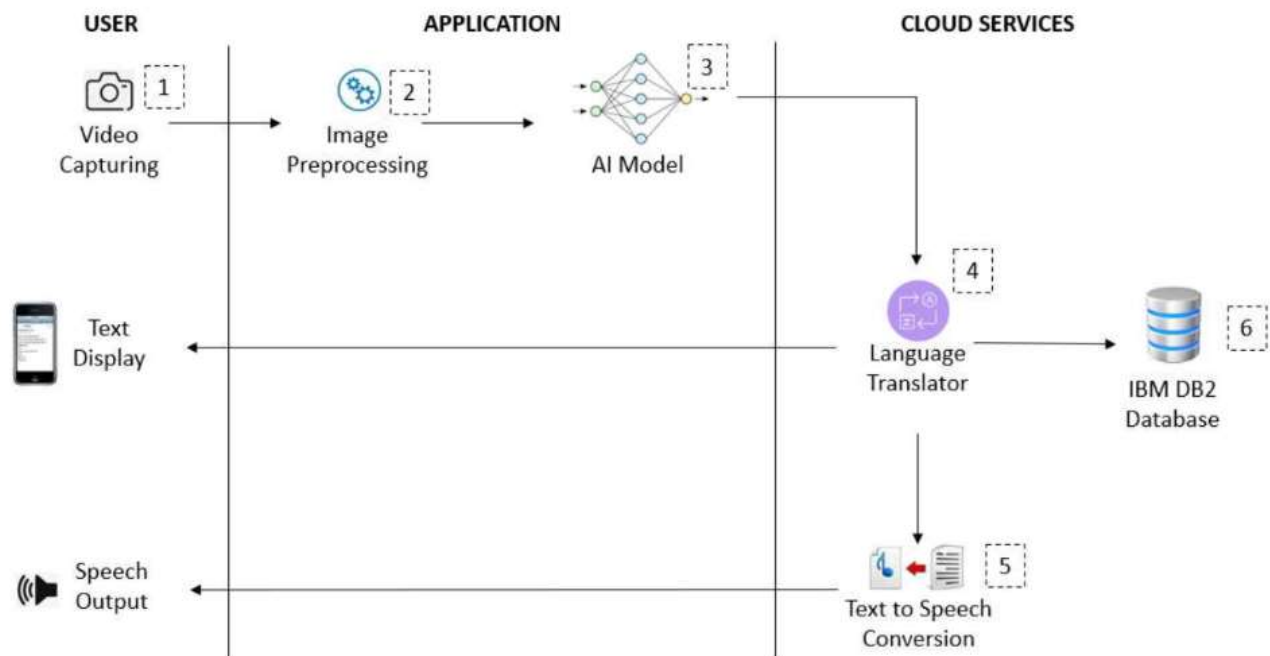 USER
APPLICATION
CLOUD SERVICES
1
2
3
Video
Capturing
Image
Preprocessing
AI Model
4
6
Text
Display
Language
Translator
IBM DB2
Database
5
Speech
Output
Text to Speech
Conversion